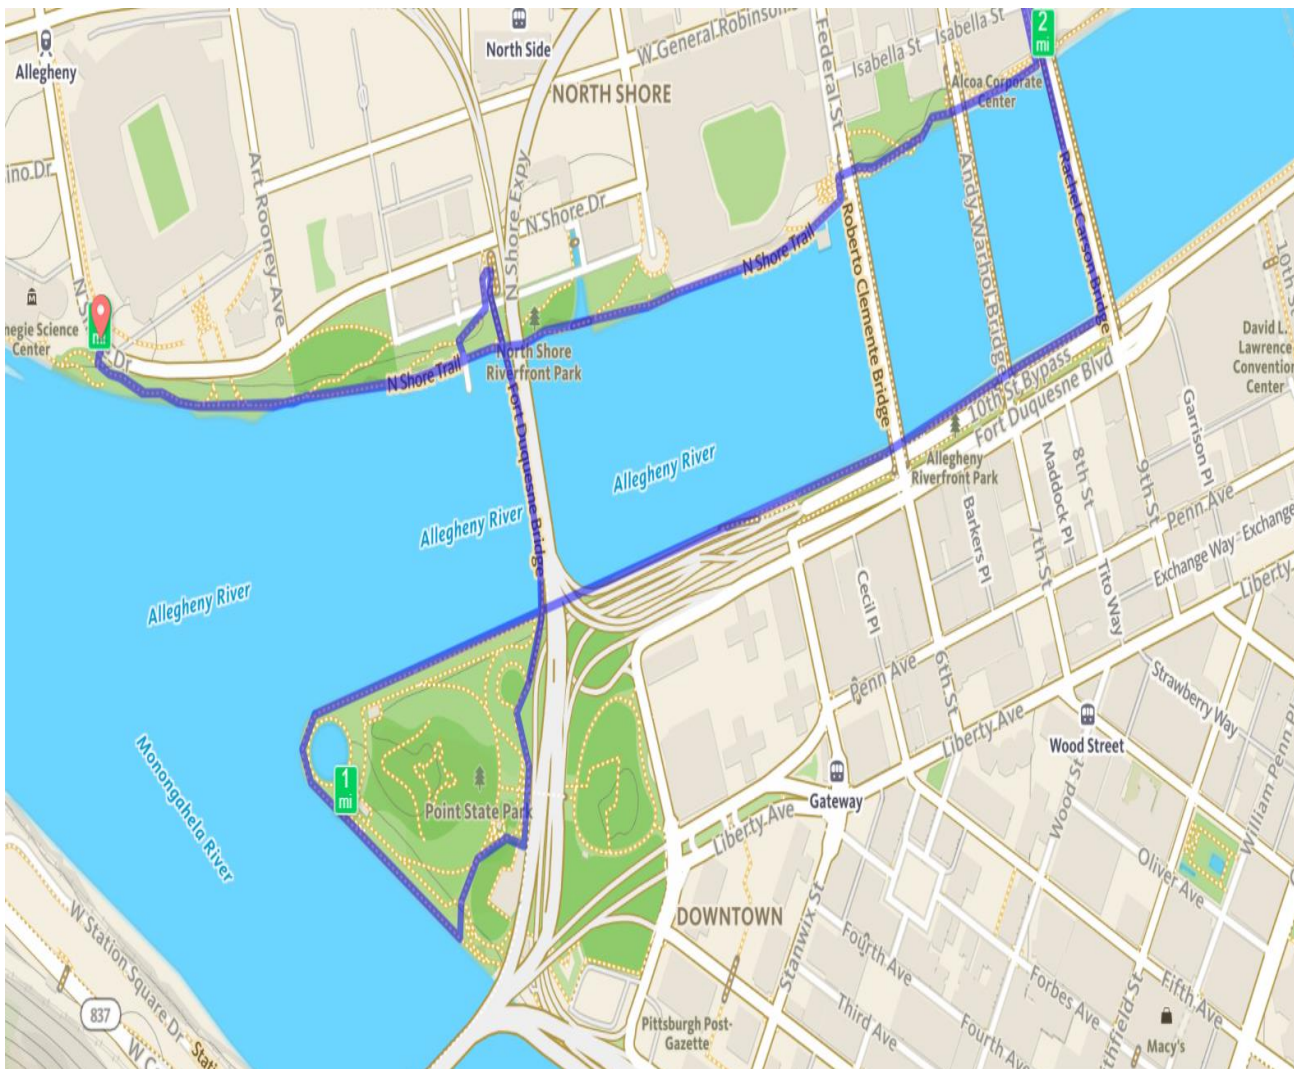 Allegheny
North Side
NORTH SHORE
W General Robinson
Federal St
Isabella St
Isabella St
2
mi
Alcoa Corporate
Center
Art Rooney Ave
N Shore Expy
N Shore Dr
N Shore Trail
Roberto Clemente Bridge
Andy Warhol Bridge
Rachel Carson Bridge
10th St
David L.
Lawrence
Convention
Center
Center
Dr
N Shore Trail
North Shore
Riverfront Park
Fort Duquesne Bridge
10th St Bypass
Fort Duquesne Blvd
Allegheny
Riverfront Park
Allegheny River
Allegheny River
Allegheny River
Garrison Pl
8th St
Maddock Pl
9th St
Penn Ave
Barkers Pl
7th St
Tito Way
Exchange Way
Exchange
Liberty
Cecil Pl
6th St
Penn Ave
Liberty Ave
Strawberry Way
Wood Street
William Penn Pl
Monongahela River
1
mi
Point State Park
Gateway
Liberty Ave
Wood St
Oliver Ave
DOWNTOWN
Stanwix St
Fourth Ave
Forbes Ave
Fifth Ave
W Station Square Dr
837
Pittsburgh Post-
Gazette
Third Ave
Fourth Ave
Macy's